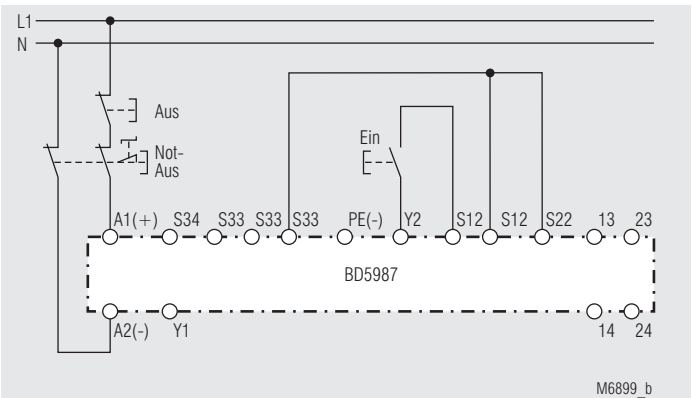 L1
N
Aus
Ein
Not-
Aus
A1(+) S34 S33 S33 S33 PE(-) Y2 S12 S12 S22 13 23
BD5987
A2(-) Y1 14 24
M6899_b